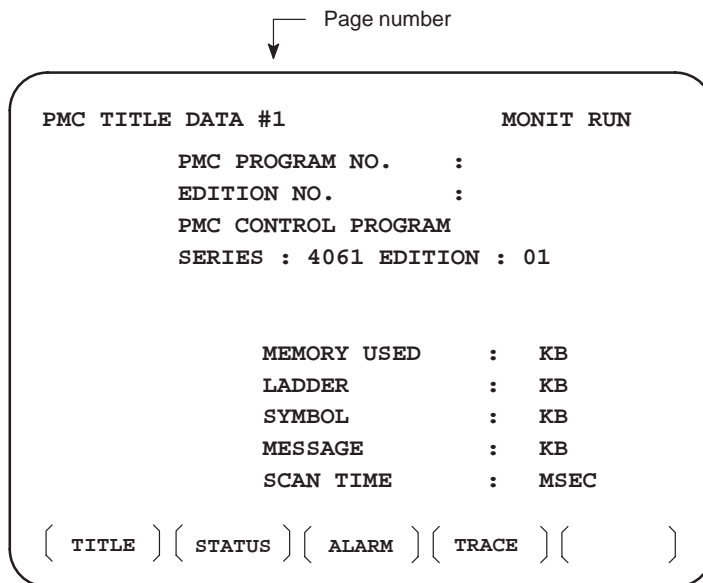 Page number
PMC TITLE DATA #1 MONIT RUN
PMC PROGRAM NO. :
EDITION NO. :
PMC CONTROL PROGRAM
SERIES : 4061 EDITION : 01
MEMORY USED : KB
LADDER : KB
SYMBOL : KB
MESSAGE : KB
SCAN TIME : MSEC
TITLE STATUS ALARM TRACE